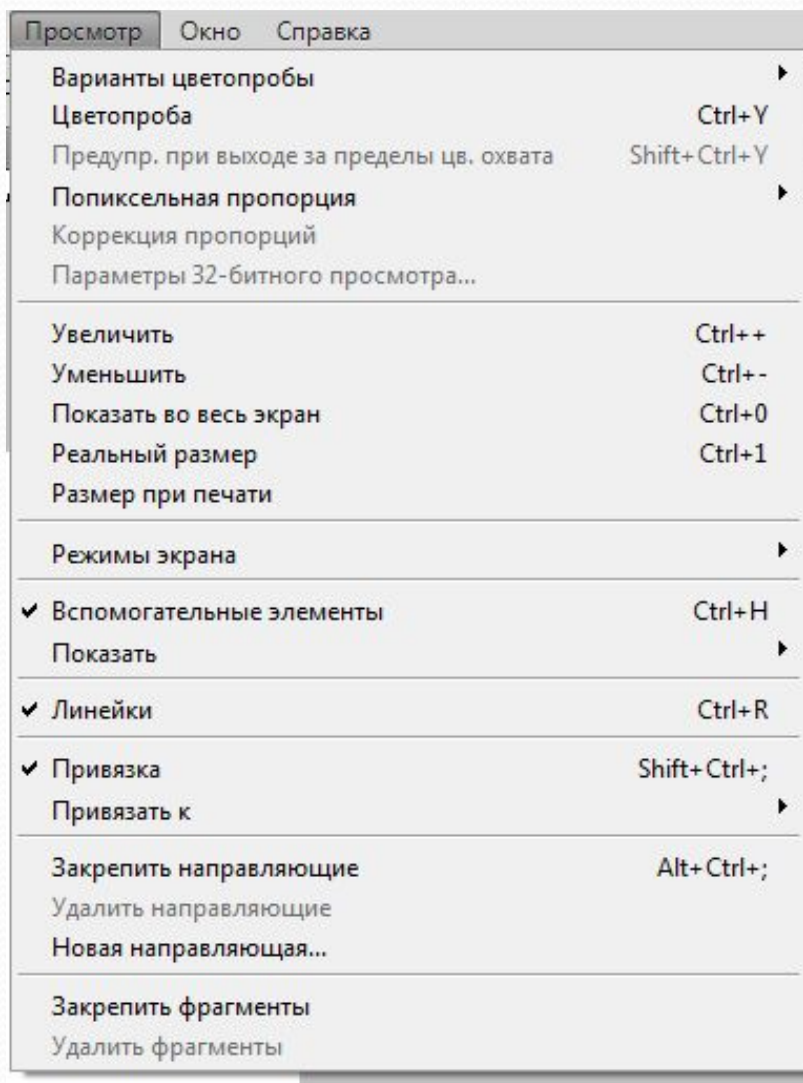 Просмотр Окно Справка
Варианты цветопробы
Цветопроба Ctrl+Y
Предупр. при выходе за пределы цв. охвата Shift+Ctrl+Y
Попиксельная пропорция
Коррекция пропорций
Параметры 32-битного просмотра...
Увеличить Ctrl++
Уменьшить Ctrl+-
Показать во весь экран Ctrl+0
Реальный размер Ctrl+1
Размер при печати
Режимы экрана
Вспомогательные элементы Ctrl+H
Показать
Линейки Ctrl+R
Привязка Shift+Ctrl+;
Привязать к
Закрепить направляющие Alt+Ctrl+;
Удалить направляющие
Новая направляющая...
Закрепить фрагменты
Удалить фрагменты